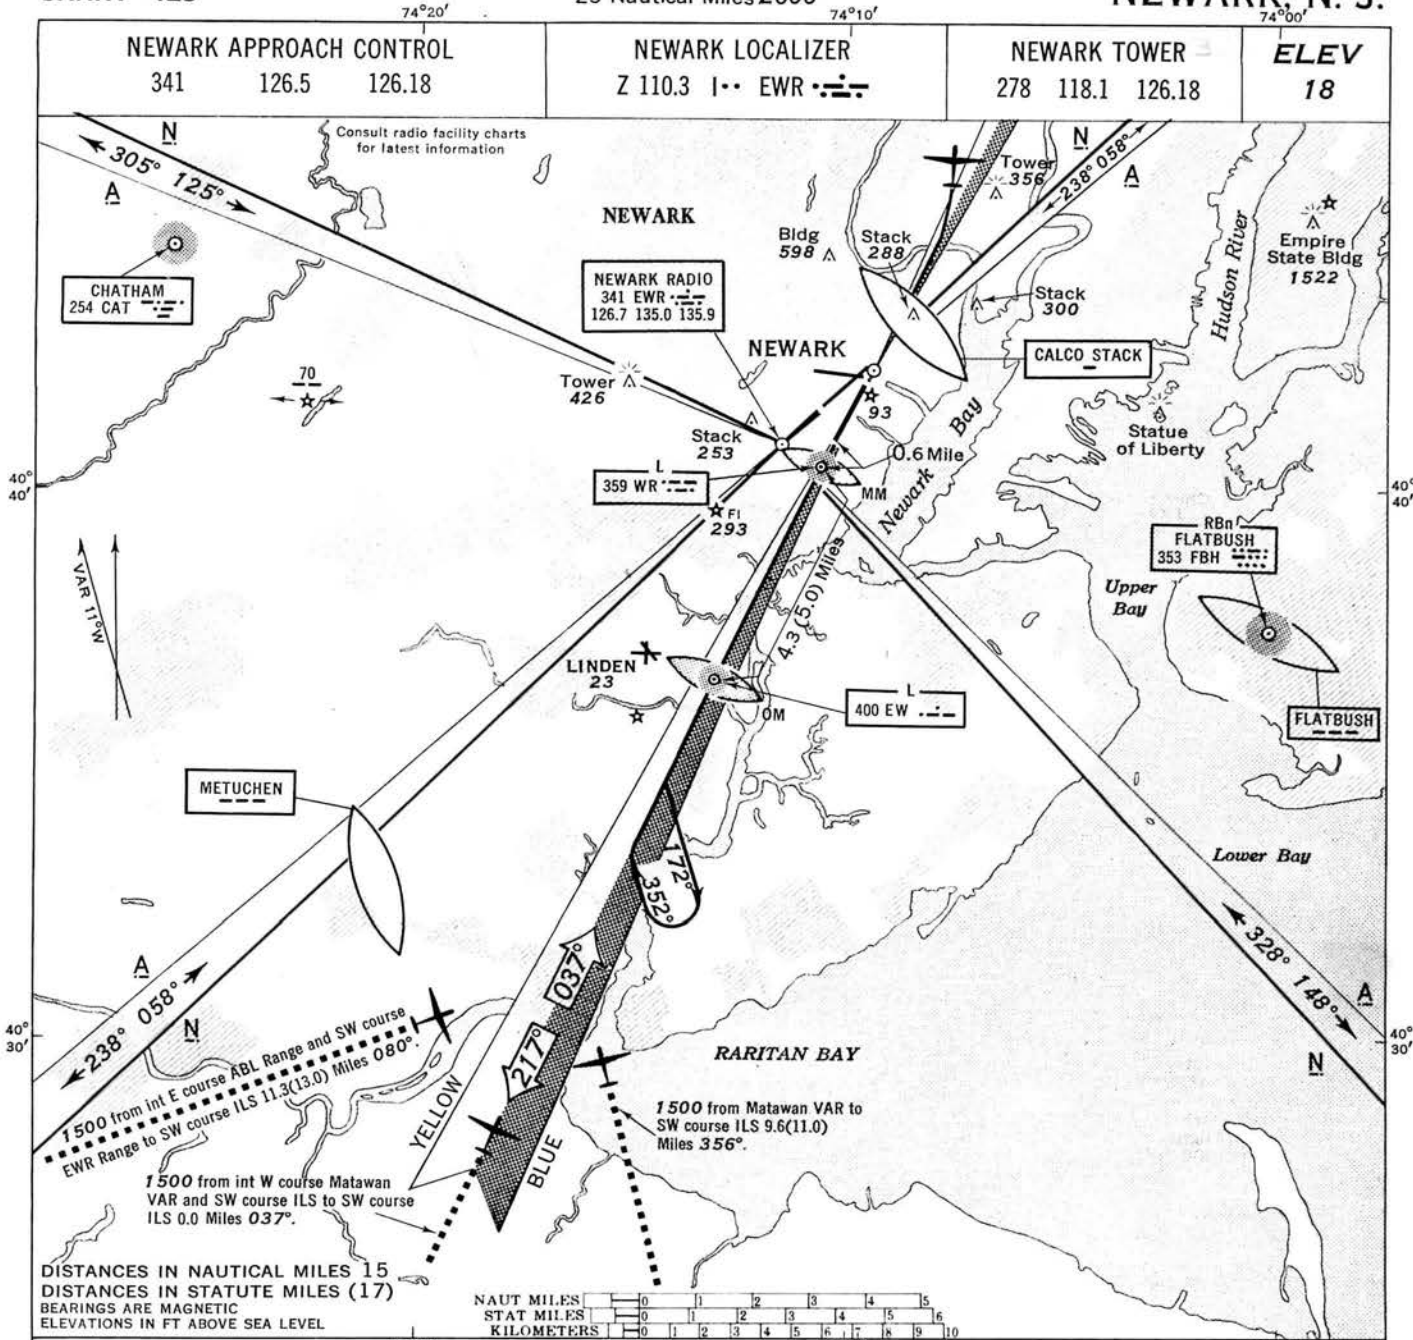 74°20'
25 Nautical Miles 2600
74°10'
NEWARK, N. J.
74°00'
NEWARK APPROACH CONTROL
341 126.5 126.18
NEWARK LOCALIZER
Z 110.3 I•• EWR
NEWARK TOWER
278 118.1 126.18
ELEV
18
N
Consult radio facility charts
for latest information
305° 125°
A
NEWARK
Tower
356
N
238° 058°
A
Bldg
598
Stack
288
Hudson River
Empire
State Bldg
1522
CHATHAM
254 CAT
NEWARK RADIO
341 EWR
126.7 135.0 135.9
Stack
300
NEWARK
CALCO STACK
70
Tower
426
93
Bay
Statue
of Liberty
Stack
253
0.6 Mile
40°
40'
L
359 WR
MM
Newark
40°
40'
FI
293
RBn
FLATBUSH
353 FBH
VAR 11°W
4.3 (5.0) Miles
Upper
Bay
LINDEN
23
L
400 EW
OM
FLATBUSH
METUCHEN
172°
352°
Lower Bay
A
238° 058°
N
037°
217°
328° 148°
A
N
40°
30'
40°
30'
RARITAN BAY
1500 from int E course ABL Range and SW course
EWR Range to SW course ILS 11.3(13.0) Miles 080°.
YELLOW
BLUE
1500 from Matawan VAR to
SW course ILS 9.6(11.0)
Miles 356°.
1500 from int W course Matawan
VAR and SW course ILS to SW course
ILS 0.0 Miles 037°.
DISTANCES IN NAUTICAL MILES 15
DISTANCES IN STATUTE MILES (17)
BEARINGS ARE MAGNETIC
ELEVATIONS IN FT ABOVE SEA LEVEL
NAUT MILES 0 1 2 3 4 5
STAT MILES 0 1 2 3 4 5 6
KILOMETERS 0 1 2 3 4 5 6 7 8 9 10